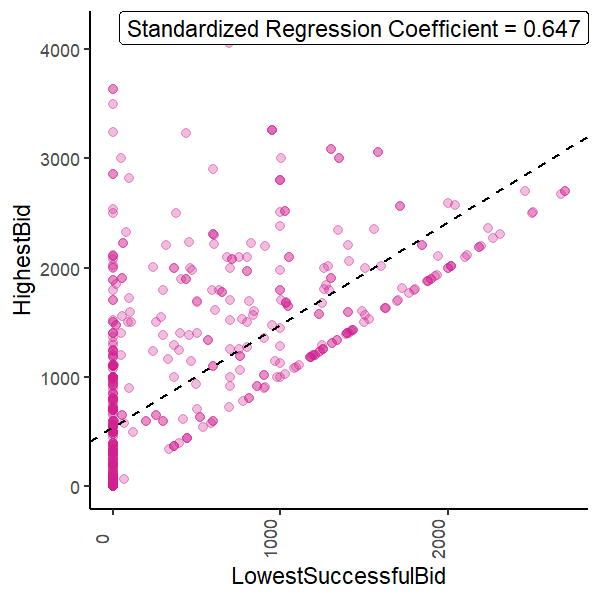 Standardized Regression Coefficient = 0.647
4000
3000
2000
1000
0
HighestBid
0
1000
2000
LowestSuccessfulBid